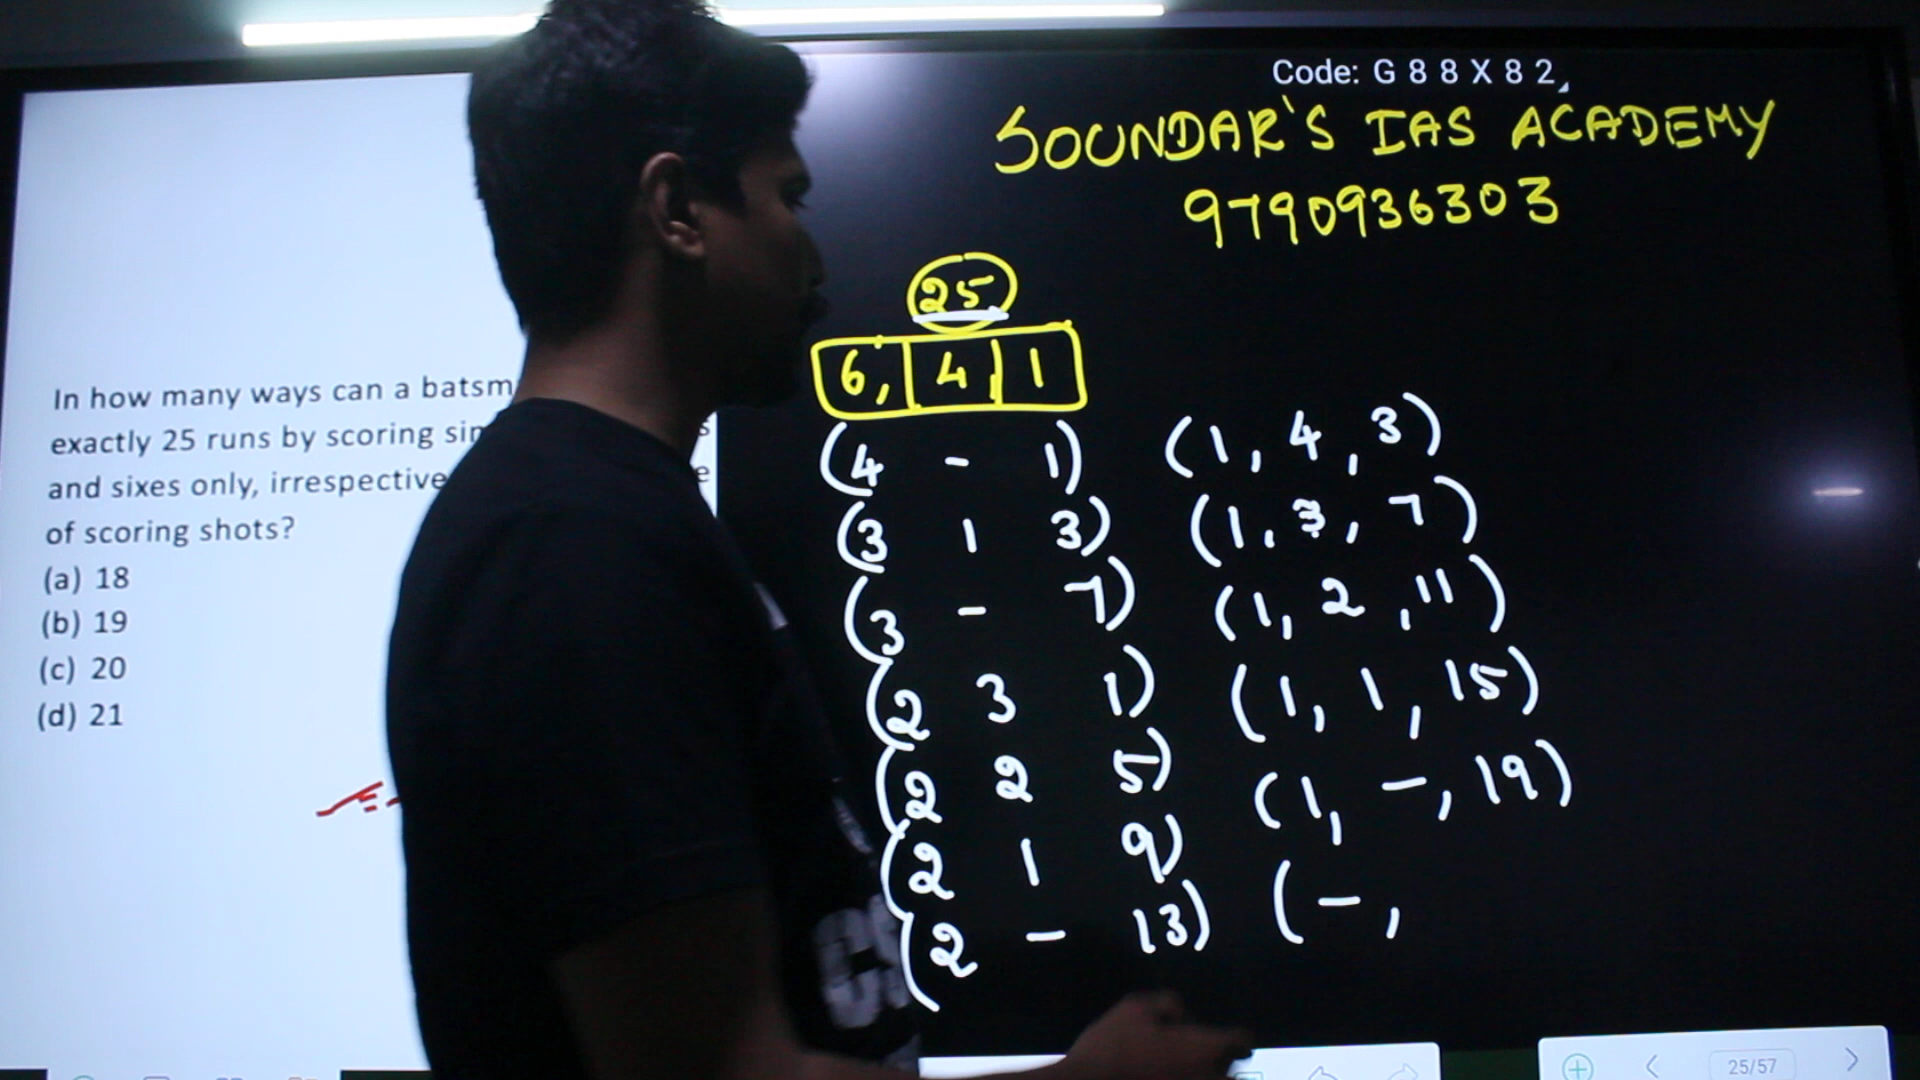 Code: G 8 8 X 8 2
SOUNDAR'S IAS ACADEMY
9790936303
25
6, 4, 1
In how many ways can a batsm
exactly 25 runs by scoring sin
and sixes only, irrespective
of scoring shots?
(a) 18
(b) 19
(c) 20
(d) 21
(4 - 1)
(3 1 3)
(3 - 7)
(2 3 1)
(2 2 5)
(2 1 9)
(2 - 13)
(
(1, 4, 3)
(1, 3, 7)
(1, 2, 11)
(1, 1, 15)
(1, -, 19)
(-,
25/57